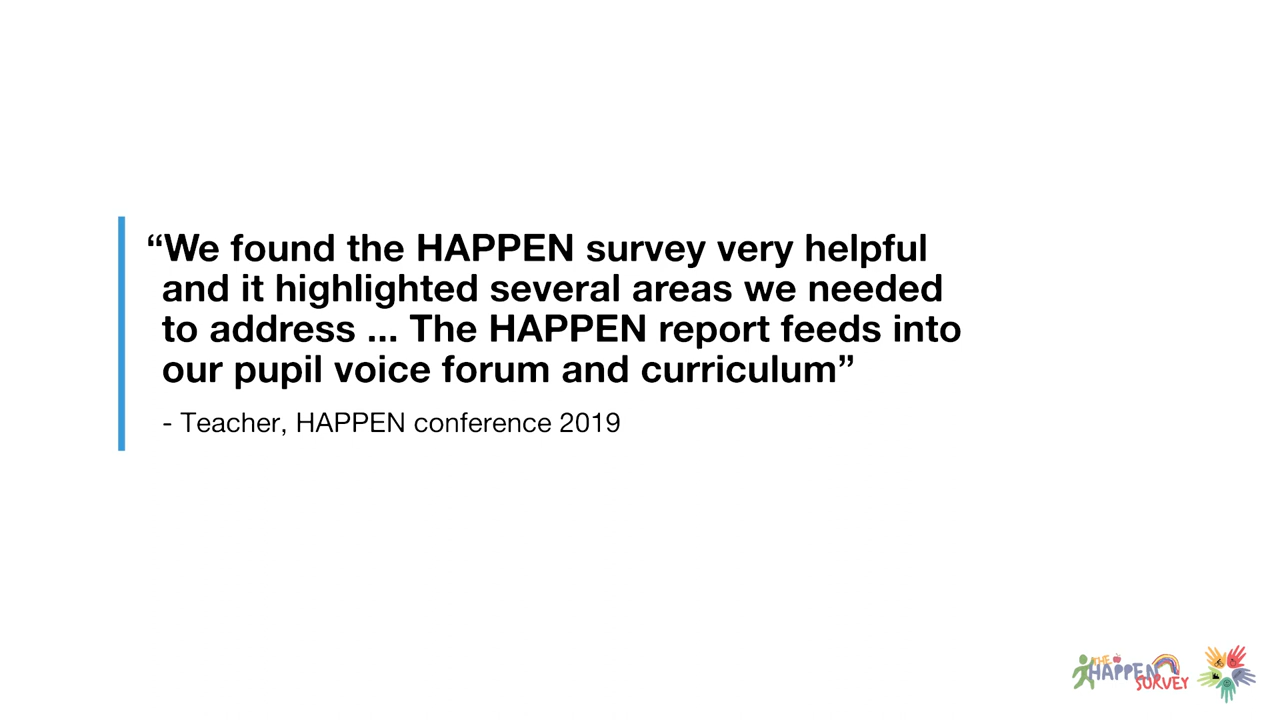 “We found the HAPPEN survey very helpful
and it highlighted several areas we needed
to address ... The HAPPEN report feeds into
our pupil voice forum and curriculum”
- Teacher, HAPPEN conference 2019
THE
HAPPEN
SURVEY